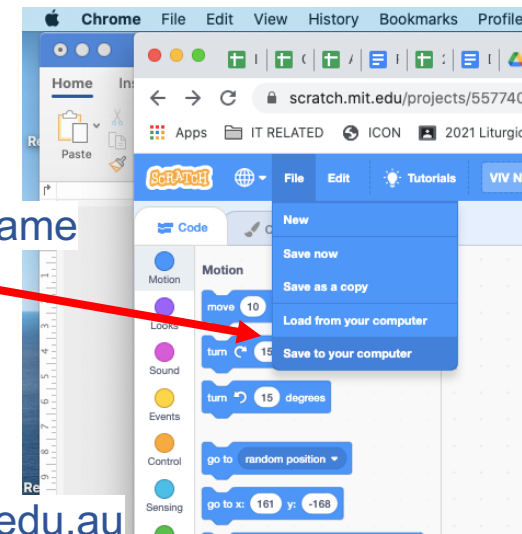 Chrome File Edit View History Bookmarks Profile
Home
scratch.mit.edu/projects/557740
Apps IT RELATED ICON 2021 Liturgic
Paste
SCRATCH File Edit Tutorials VIV N
New
Code
Save now
ame
Motion
Motion
Save as a copy
move 10
Load from your computer
Looks
turn 15
Save to your computer
Sound
turn 15 degrees
Events
Control
go to random position
Sensing
go to x: 161 y: -168
edu.au